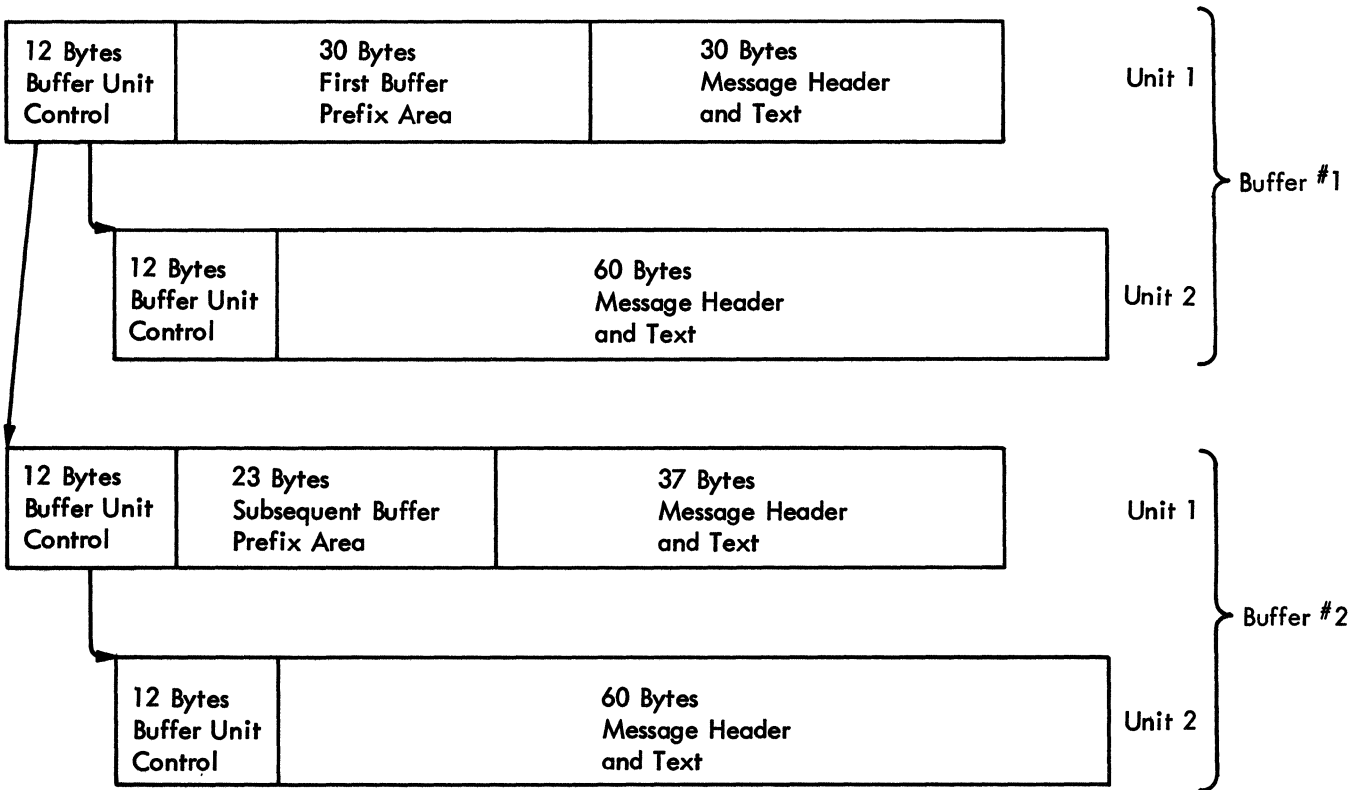 12 Bytes
Buffer Unit
Control
30 Bytes
First Buffer
Prefix Area
30 Bytes
Message Header
and Text
Unit 1
Buffer #1
12 Bytes
Buffer Unit
Control
60 Bytes
Message Header
and Text
Unit 2
12 Bytes
Buffer Unit
Control
23 Bytes
Subsequent Buffer
Prefix Area
37 Bytes
Message Header
and Text
Unit 1
Buffer #2
12 Bytes
Buffer Unit
Control
60 Bytes
Message Header
and Text
Unit 2